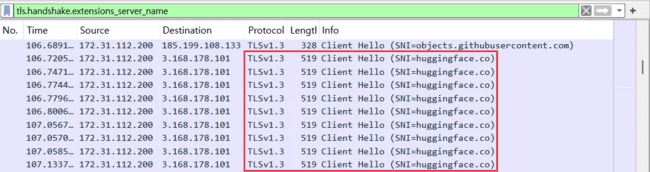 tls.handshake.extensions_server_name
No. Time Source Destination Protocol Lengtl Info
106.6891… 172.31.112.200 185.199.108.133 TLSv1.3 328 Client Hello (SNI=objects.githubusercontent.com)
106.7205… 172.31.112.200 3.168.178.101 TLSv1.3 519 Client Hello (SNI=huggingface.co)
106.7471… 172.31.112.200 3.168.178.101 TLSv1.3 519 Client Hello (SNI=huggingface.co)
106.7744… 172.31.112.200 3.168.178.101 TLSv1.3 519 Client Hello (SNI=huggingface.co)
106.7796… 172.31.112.200 3.168.178.101 TLSv1.3 519 Client Hello (SNI=huggingface.co)
106.8006… 172.31.112.200 3.168.178.101 TLSv1.3 519 Client Hello (SNI=huggingface.co)
107.0567… 172.31.112.200 3.168.178.101 TLSv1.3 519 Client Hello (SNI=huggingface.co)
107.0570… 172.31.112.200 3.168.178.101 TLSv1.3 519 Client Hello (SNI=huggingface.co)
107.0585… 172.31.112.200 3.168.178.101 TLSv1.3 519 Client Hello (SNI=huggingface.co)
107.1337… 172.31.112.200 3.168.178.101 TLSv1.3 519 Client Hello (SNI=huggingface.co)